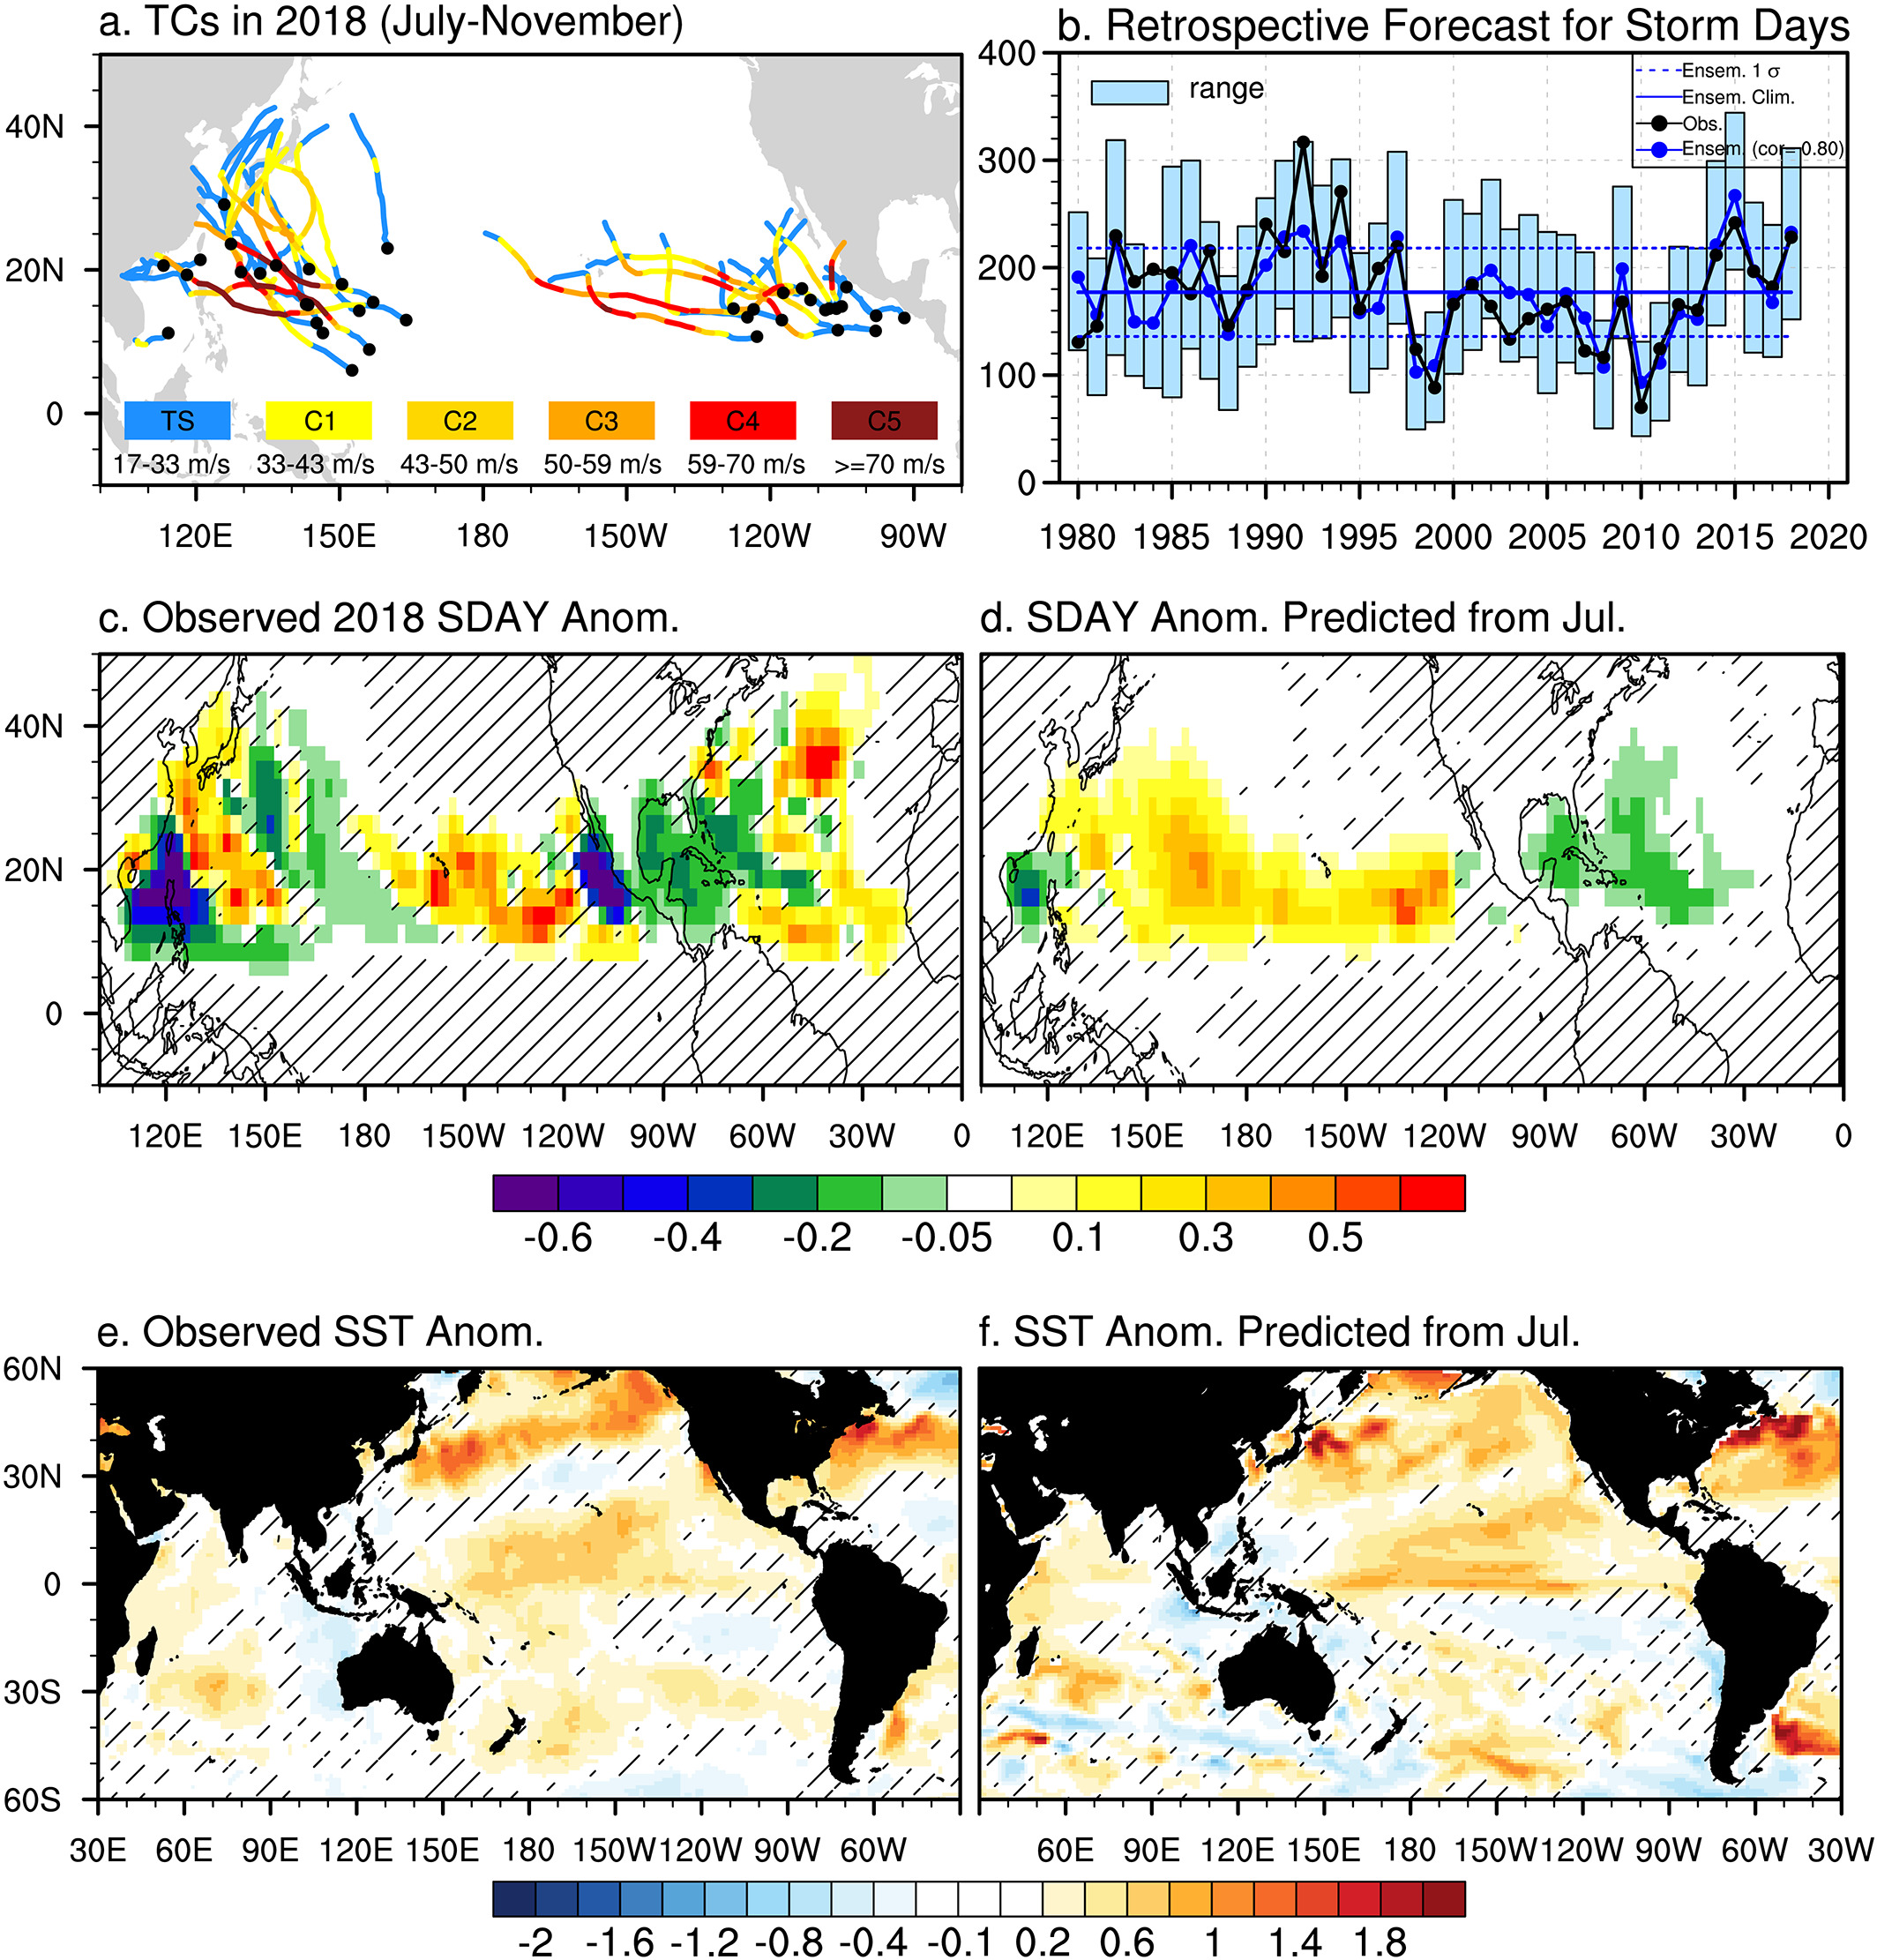 a. TCs in 2018 (July-November)
40N
20N
0
TS C1 C2 C3 C4 C5
17-33 m/s 33-43 m/s 43-50 m/s 50-59 m/s 59-70 m/s >=70 m/s
120E 150E 180 150W 120W 90W
b. Retrospective Forecast for Storm Days
400
300
200
100
0
range
Ensem. 1 σ
Ensem. Clim.
Obs.
Ensem. (cor=0.80)
1980 1985 1990 1995 2000 2005 2010 2015 2020
c. Observed 2018 SDAY Anom.
40N
20N
0
120E 150E 180 150W 120W 90W 60W 30W 0
d. SDAY Anom. Predicted from Jul.
120E 150E 180 150W 120W 90W 60W 30W 0
-0.6 -0.4 -0.2 -0.05 0.1 0.3 0.5
e. Observed SST Anom.
60N
30N
0
30S
60S
30E 60E 90E 120E 150E 180 150W 120W 90W 60W
f. SST Anom. Predicted from Jul.
60E 90E 120E 150E 180 150W 120W 90W 60W 30W
-2 -1.6 -1.2 -0.8 -0.4 -0.1 0.2 0.6 1 1.4 1.8